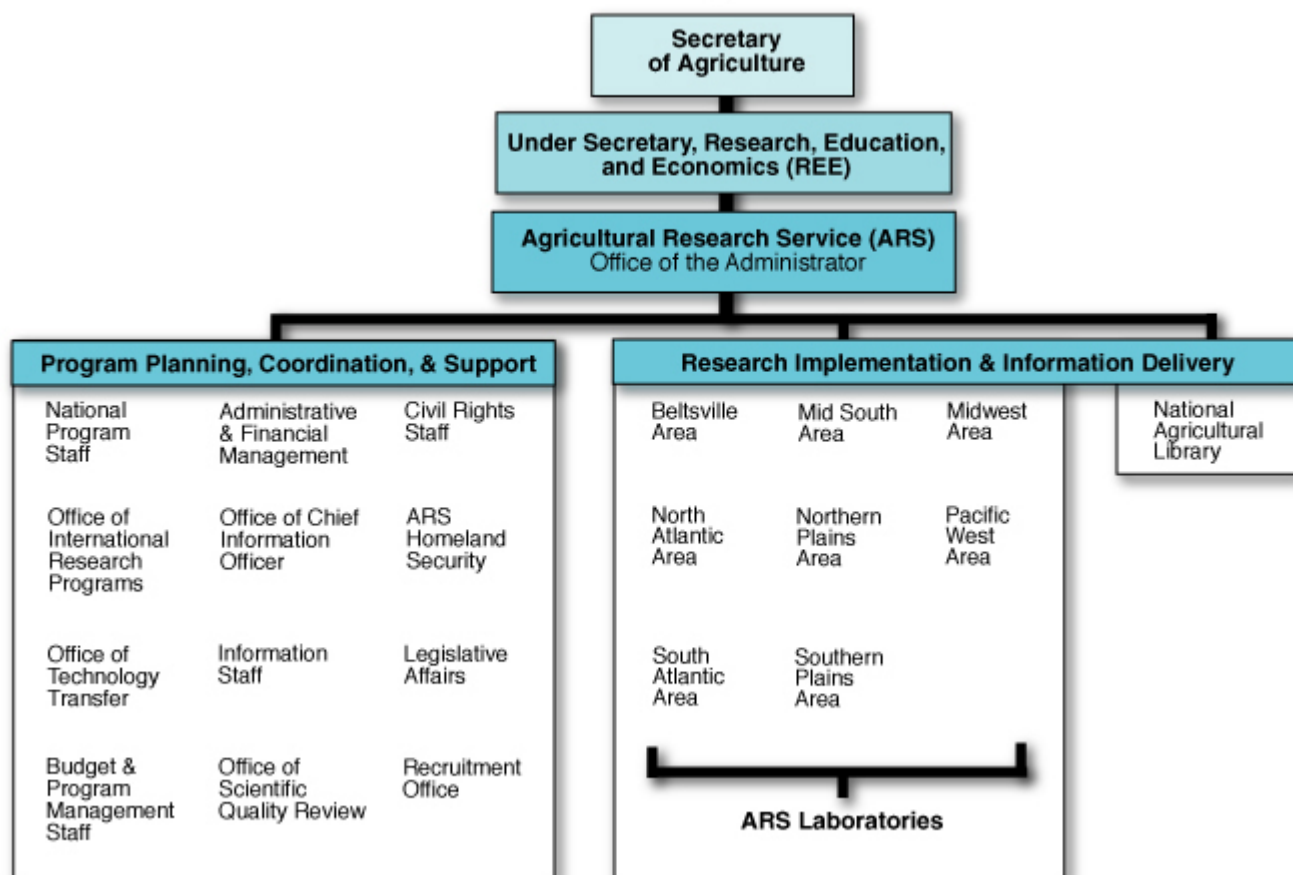 Secretary
of Agriculture
Under Secretary, Research, Education,
and Economics (REE)
Agricultural Research Service (ARS)
Office of the Administrator
Program Planning, Coordination, & Support
National
Program
Staff
Administrative
& Financial
Management
Civil Rights
Staff
Office of
International
Research
Programs
Office of Chief
Information
Officer
ARS
Homeland
Security
Office of
Technology
Transfer
Information
Staff
Legislative
Affairs
Budget &
Program
Management
Staff
Office of
Scientific
Quality Review
Recruitment
Office
Research Implementation & Information Delivery
Beltsville
Area
Mid South
Area
Midwest
Area
North
Atlantic
Area
Northern
Plains
Area
Pacific
West
Area
South
Atlantic
Area
Southern
Plains
Area
ARS Laboratories
National
Agricultural
Library